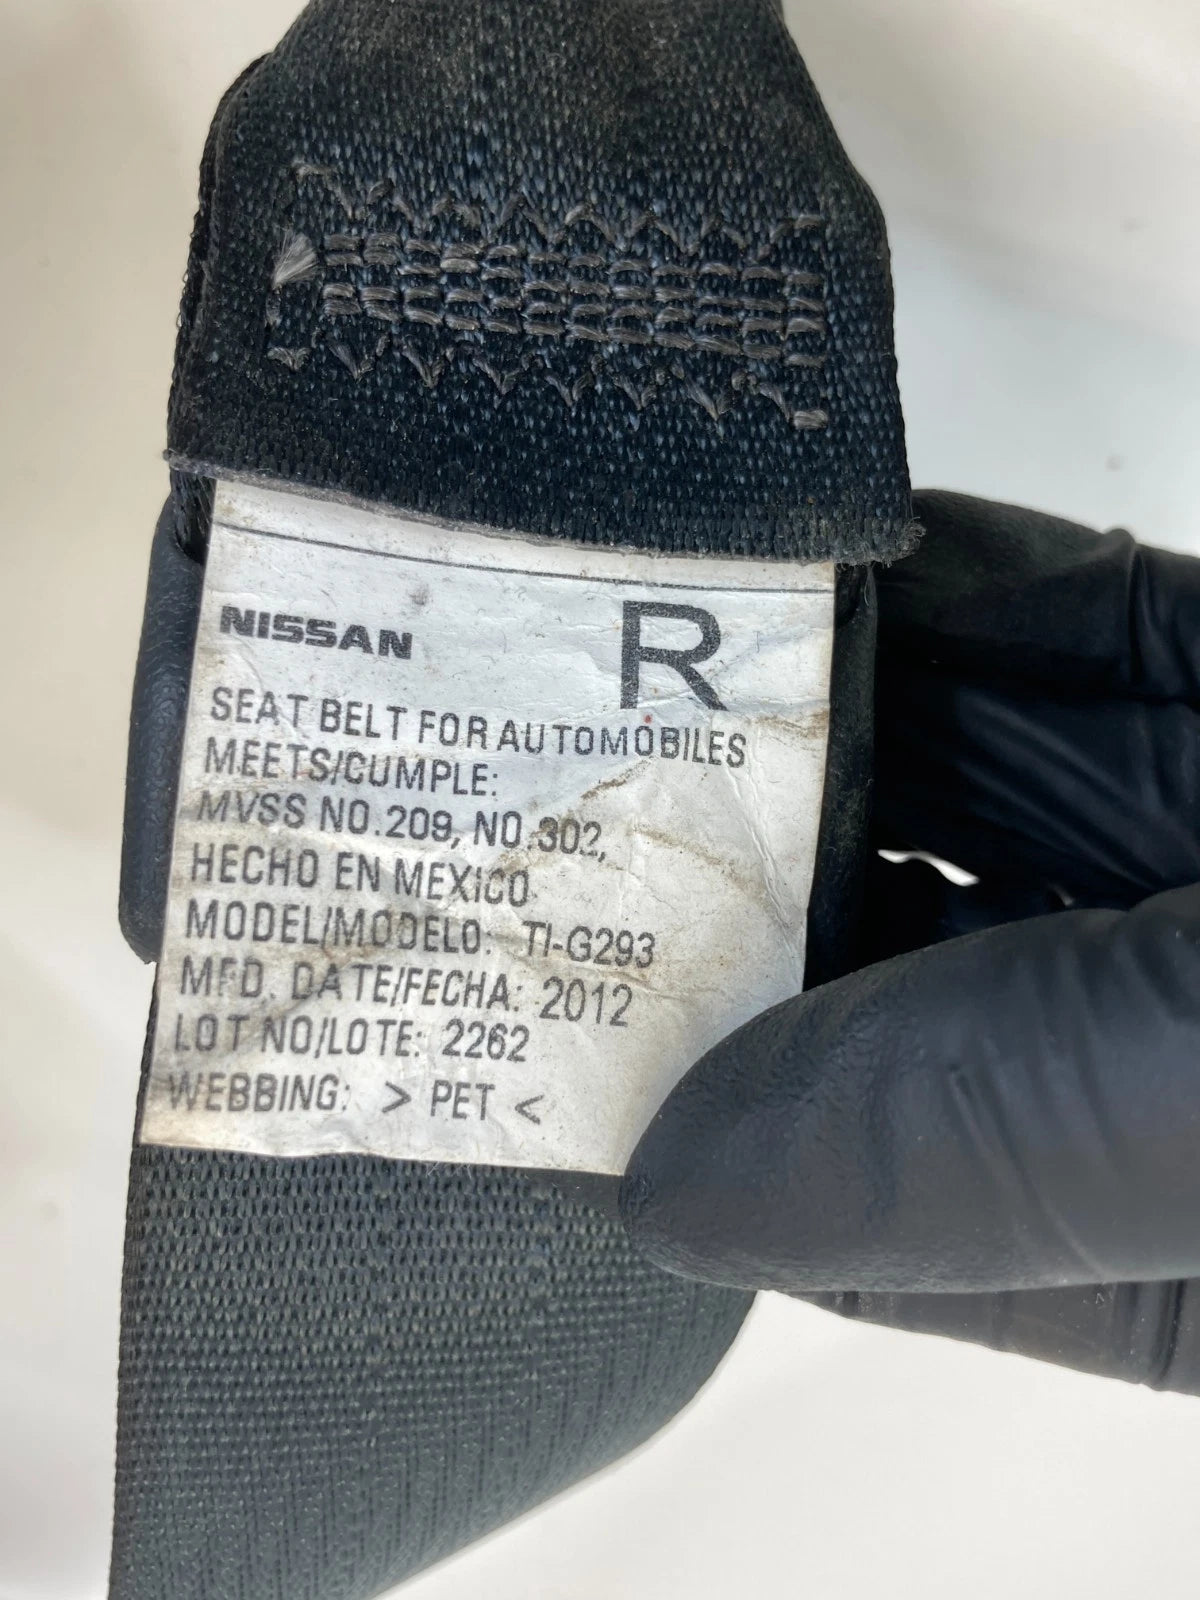 NISSAN R
SEAT BELT FOR AUTOMOBILES
MEETS/CUMPLE:
MVSS NO.209, NO.302,
HECHO EN MEXICO
MODEL/MODELO: TI-G293
MFD. DATE/FECHA: 2012
LOT NO/LOTE: 2262
WEBBING: > PET <